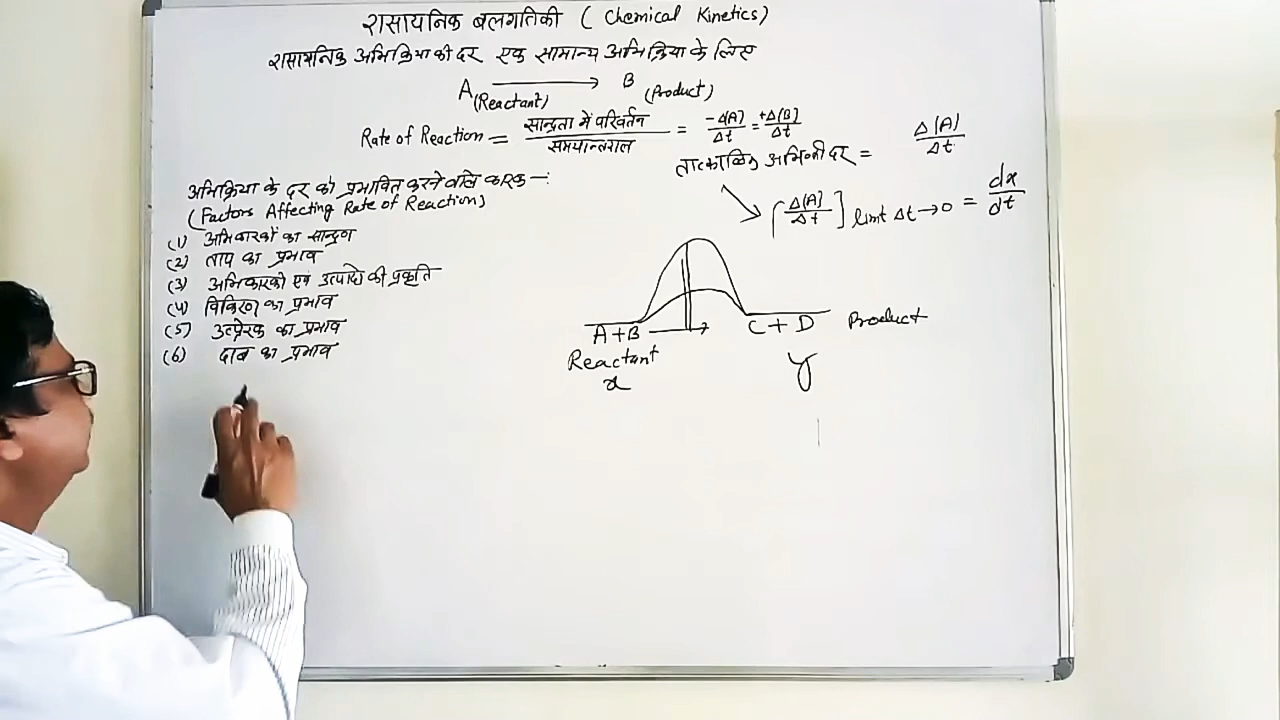 रासायनिक बलगतिकी ( Chemical Kinetics)
रासायनिक अभिक्रिया की दर एक सामान्य अभिक्रिया के लिए
A (Reactant) ⟶ B (Product)
Rate of Reaction = सान्द्रता में परिवर्तन / समयान्तराल = -Δ(A)/Δt = +Δ(B)/Δt
तात्कालिक अभि॰ की दर = Δ(A)/Δt
[Δ(A)/Δt] limt Δt→0 = dx/dt
अभिक्रिया के दर को प्रभावित करने वाले कारक –:
(Factors Affecting Rate of Reaction)
(1) अभिकारकों का सान्द्रण
(2) ताप का प्रभाव
(3) अभिकारको एवं उत्पादो की प्रकृति
(4) विकिरण का प्रभाव
(5) उत्प्रेरक का प्रभाव
(6) दाब का प्रभाव
A+B ⟶ C+D Product
Reactant
x y